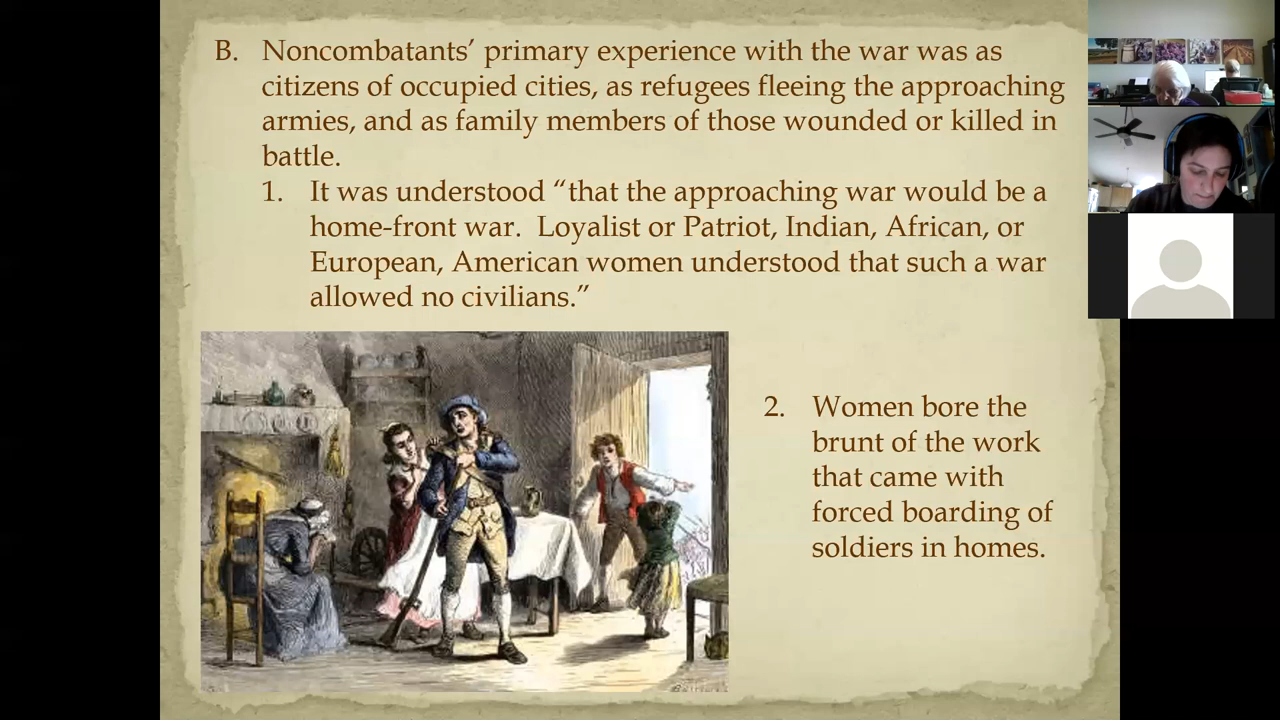 B. Noncombatants’ primary experience with the war was as
citizens of occupied cities, as refugees fleeing the approaching
armies, and as family members of those wounded or killed in
battle.
1. It was understood “that the approaching war would be a
home-front war.  Loyalist or Patriot, Indian, African, or
European, American women understood that such a war
allowed no civilians.”
2. Women bore the
brunt of the work
that came with
forced boarding of
soldiers in homes.